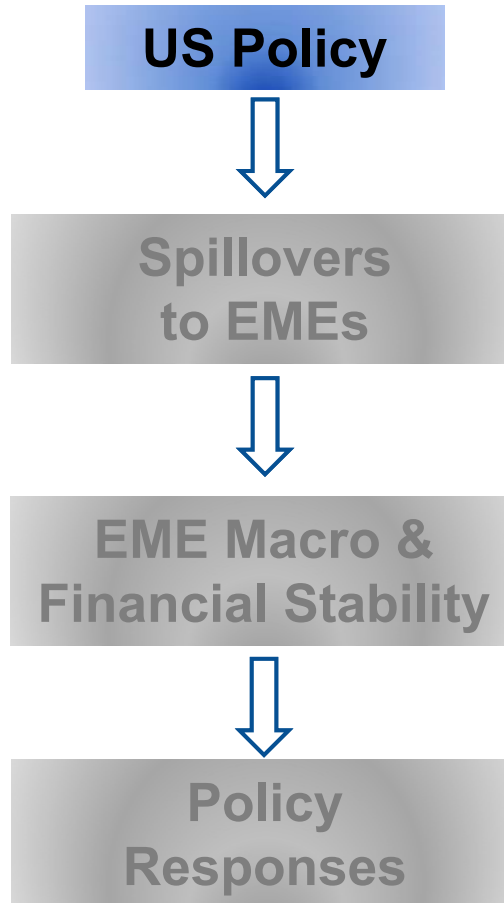 US Policy
Spillovers
to EMEs
EME Macro &
Financial Stability
Policy
Responses